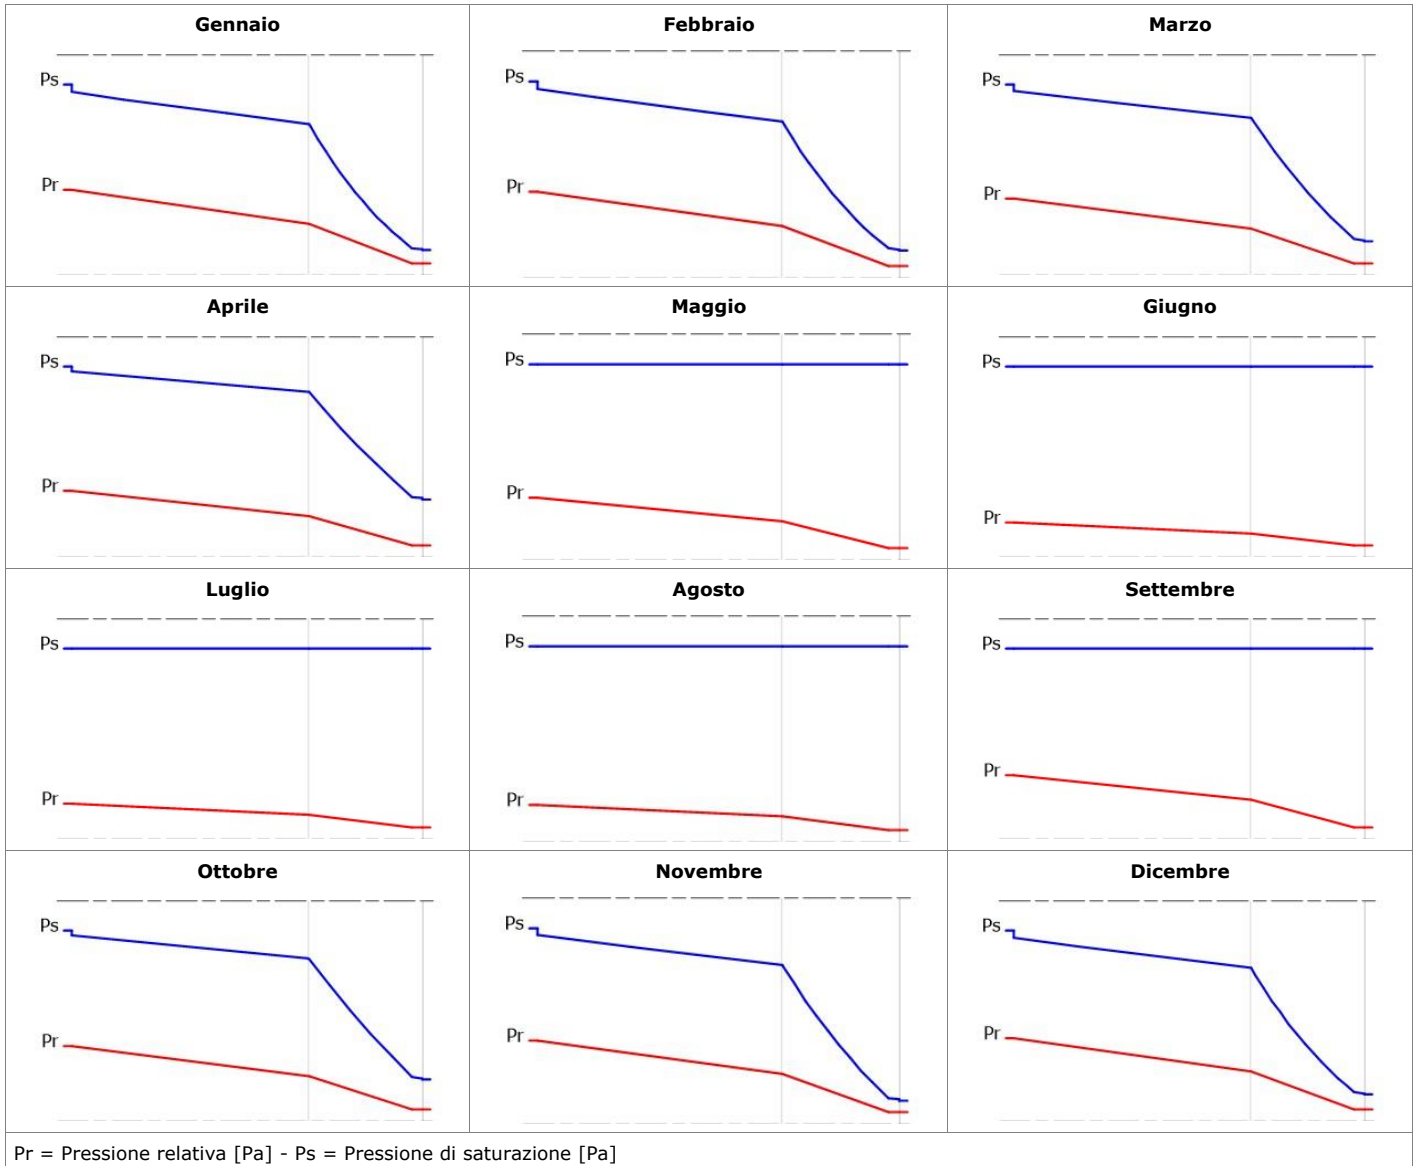 Gennaio Febbraio Marzo
Ps Ps Ps
Pr Pr Pr
Aprile Maggio Giugno
Ps Ps Ps
Pr Pr Pr
Luglio Agosto Settembre
Ps Ps Ps
Pr Pr Pr
Ottobre Novembre Dicembre
Ps Ps Ps
Pr Pr Pr
Pr = Pressione relativa [Pa] - Ps = Pressione di saturazione [Pa]